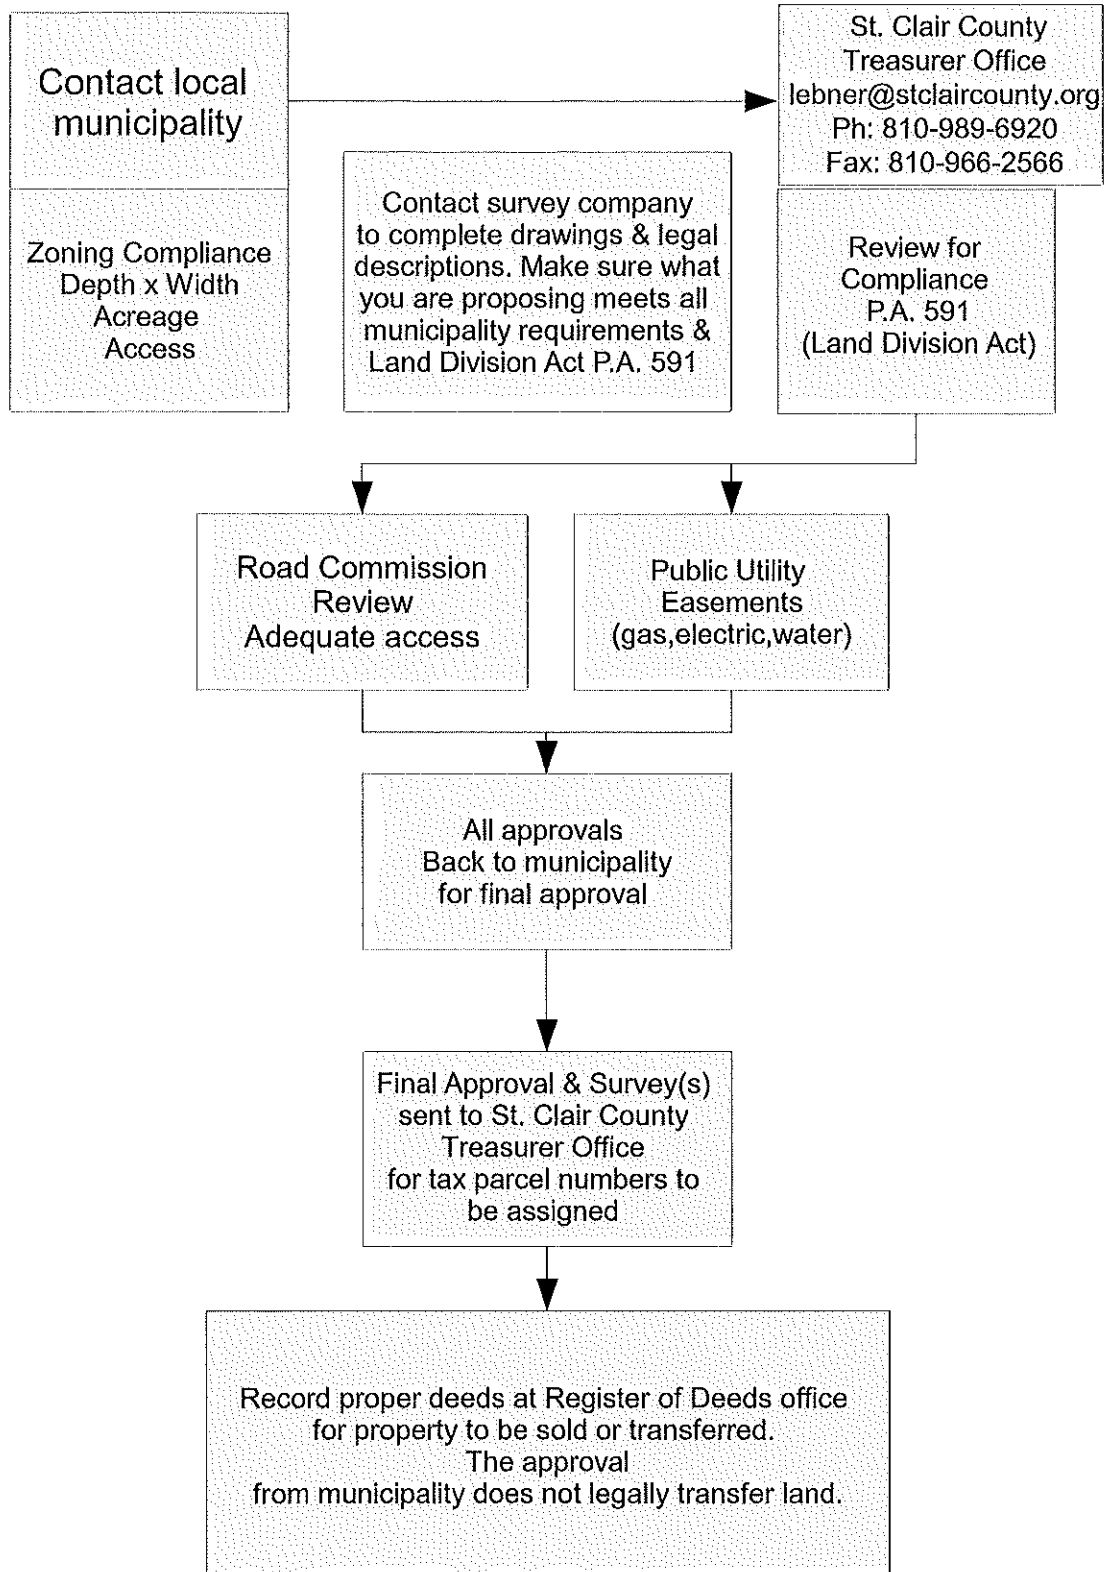 Contact local
municipality
Zoning Compliance
Depth x Width
Acreage
Access
Contact survey company
to complete drawings & legal
descriptions. Make sure what
you are proposing meets all
municipality requirements &
Land Division Act P.A. 591
St. Clair County
Treasurer Office
lebner@stclaircounty.org
Ph: 810-989-6920
Fax: 810-966-2566
Review for
Compliance
P.A. 591
(Land Division Act)
Road Commission
Review
Adequate access
Public Utility
Easements
(gas,electric,water)
All approvals
Back to municipality
for final approval
Final Approval & Survey(s)
sent to St. Clair County
Treasurer Office
for tax parcel numbers to
be assigned
Record proper deeds at Register of Deeds office
for property to be sold or transferred.
The approval
from municipality does not legally transfer land.